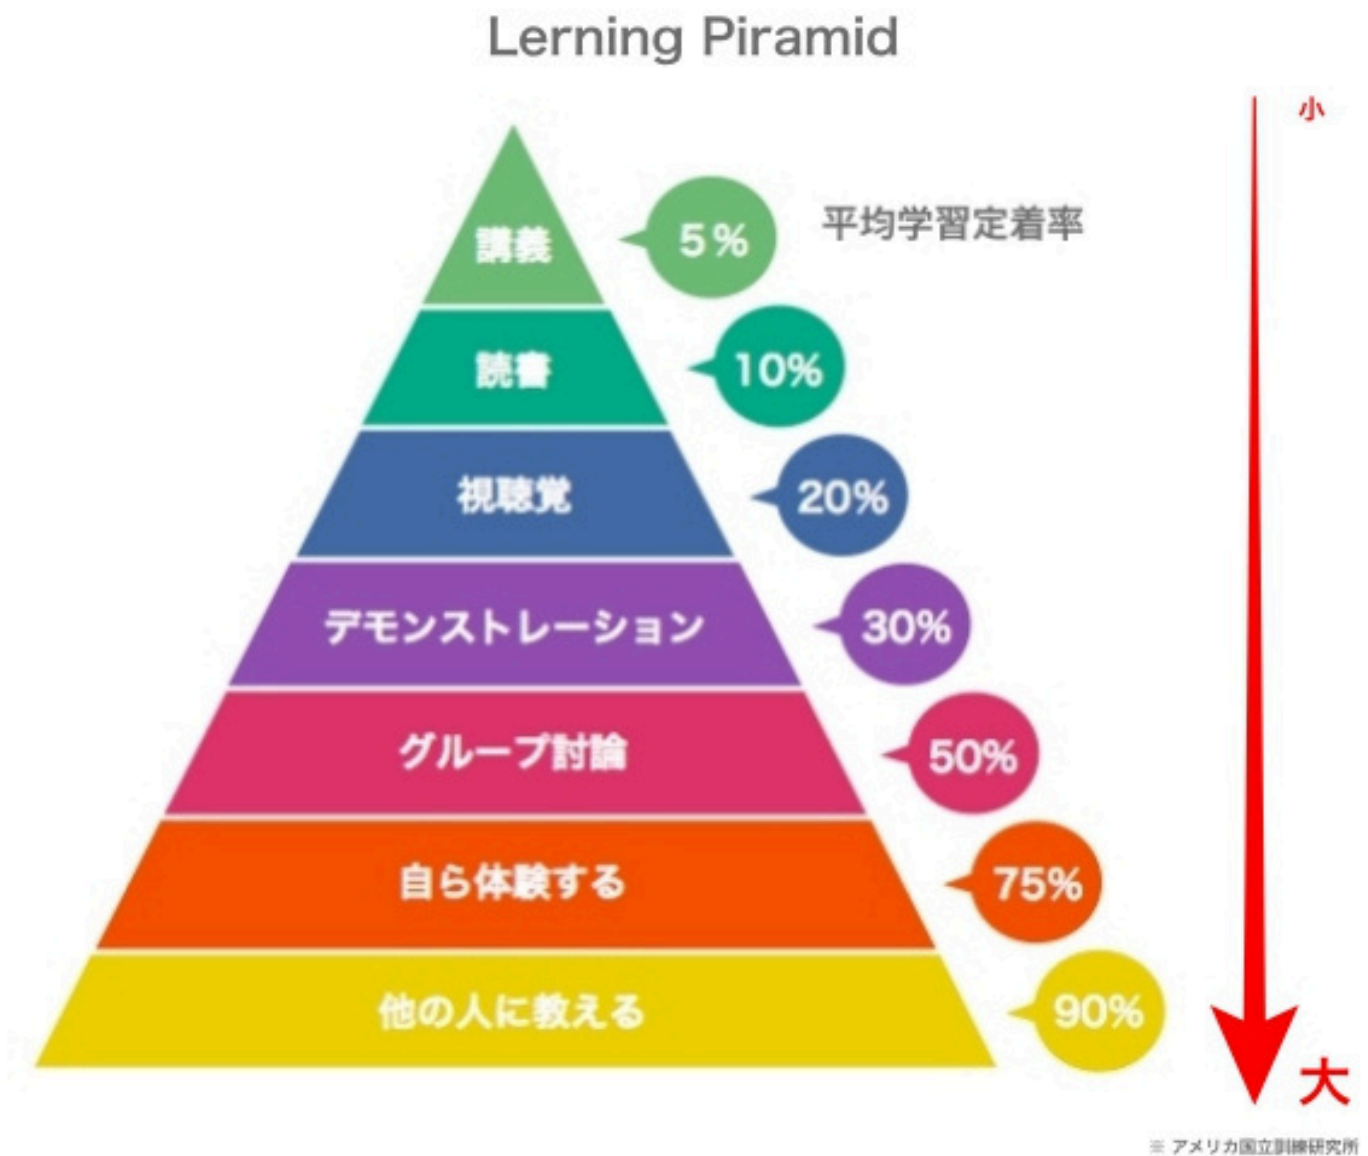 Lerning Piramid
小
講義
5%
平均学習定着率
読書
10%
視聴覚
20%
デモンストレーション
30%
グループ討論
50%
自ら体験する
75%
他の人に教える
90%
大
※ アメリカ国立訓練研究所